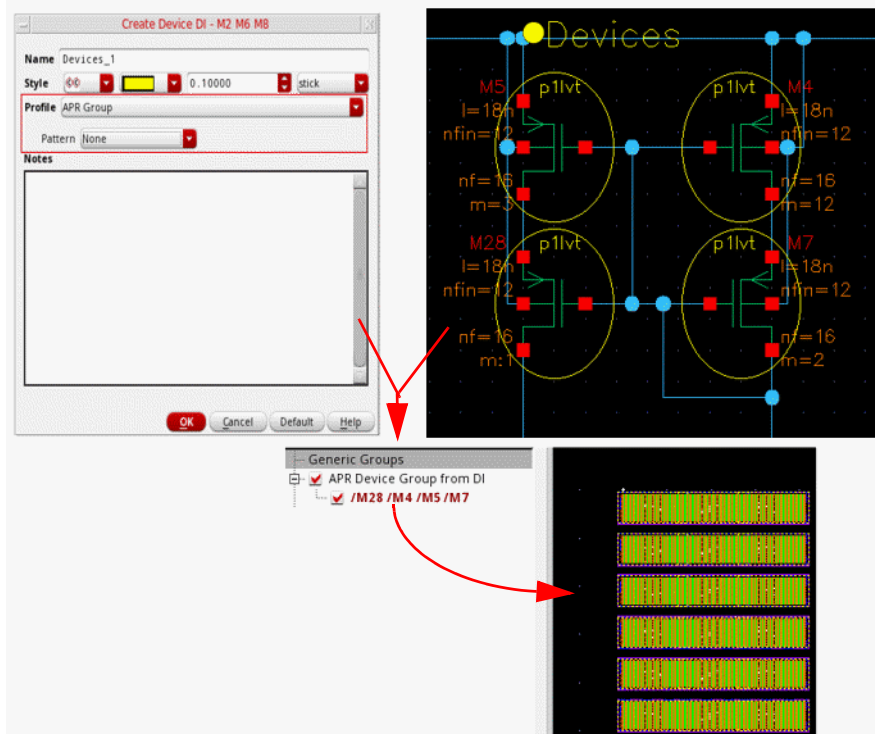 Create Device DI - M2 M6 M8
Name Devices_1
Style 0.10000 stick
Profile APR Group
Pattern None
Notes
OK Cancel Default Help
Devices
M5 p1lvt p1lvt M4
l=18n l=18n
nfin=12 nfin=12
nf=16 nf=16
m=3 m=12
M28 p1lvt p1lvt M7
l=18n l=18n
nfin=12 nfin=12
nf=16 nf=16
m:1 m=2
Generic Groups
APR Device Group from DI
/M28 /M4 /M5 /M7